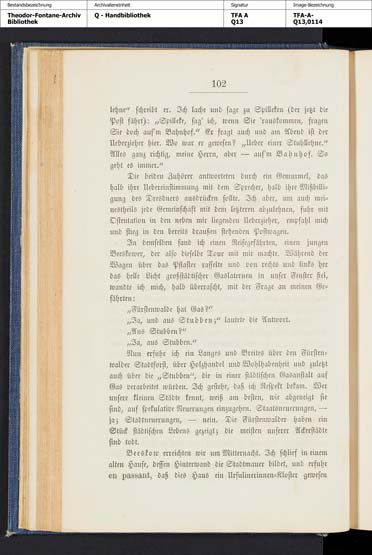 Bestandsbezeichnung Archivalieneinheit Signatur Image-Bezeichnung
Theodor-Fontane-Archiv Q - Handbibliothek TFA A TFA-A-
Bibliothek Q13 Q13,0114
102
lehne“ schreibt er. Ich lache und sage zu Spilleken (der jetzt die
Post fährt): „Spilleke, sag' ich, wenn Sie 'rauskommen, fragen
Sie doch auf'm Bahnhof.“ Er fragt auch und am Abend ist der
Ueberzieher hier. Wo war er gewesen? „Ueber einer Stuhllehne.“
Alles ganz richtig, meine Herren, aber — auf'm Bahnhof. So
geht es immer.“
Die beiden Zuhörer antworteten durch ein Gemurmel, das
halb ihre Uebereinstimmung mit dem Sprecher, halb ihre Mißbilli-
gung des Dresdners ausdrücken sollte. Ich aber, um auch mei-
nestheils jede Gemeinschaft mit dem letztren abzulehnen, fuhr mit
Ostentation in den neben mir liegenden Ueberzieher, empfahl mich
und stieg in den bereits draußen stehenden Postwagen.
In demselben fand ich einen Reisegefährten, einen jungen
Beeskower, der also dieselbe Tour mit mir machte. Während der
Wagen über das Pflaster rasselte und von rechts und links her
das helle Licht großstädtischer Gaslaternen in unser Fenster fiel,
wandte ich mich, halb überrascht, mit der Frage an meinen Ge-
fährten:
„Fürstenwalde hat Gas?“
„Ja, und aus Stubben;“ lautete die Antwort.
„Aus Stubben?“
„Ja, aus Stubben.“
Nun erfuhr ich ein Langes und Breites über den Fürsten-
walder Stadtforst, über Holzhandel und Wohlhabenheit und zuletzt
auch über die „Stubben“, die in einer städtischen Gasanstalt auf
Gas verarbeitet würden. Ich gestehe, daß ich Respekt bekam. Wer
unsere kleinen Städte kennt, weiß am besten, wie abgeneigt sie
sind, auf spekulative Neuerungen einzugehen. Staatsneuerungen, —
ja; Stadtneuerungen, — nein. Die Fürstenwalder haben ein
Stück städtischen Lebens gezeigt; die meisten unserer Ackerstädte
sind todt.
Beeskow erreichten wir um Mitternacht. Ich schlief in einem
alten Hause, dessen Hinterwand die Stadtmauer bildet, und erfuhr
en passant, daß dies Haus ein Ursulinerinnen-Kloster gewesen